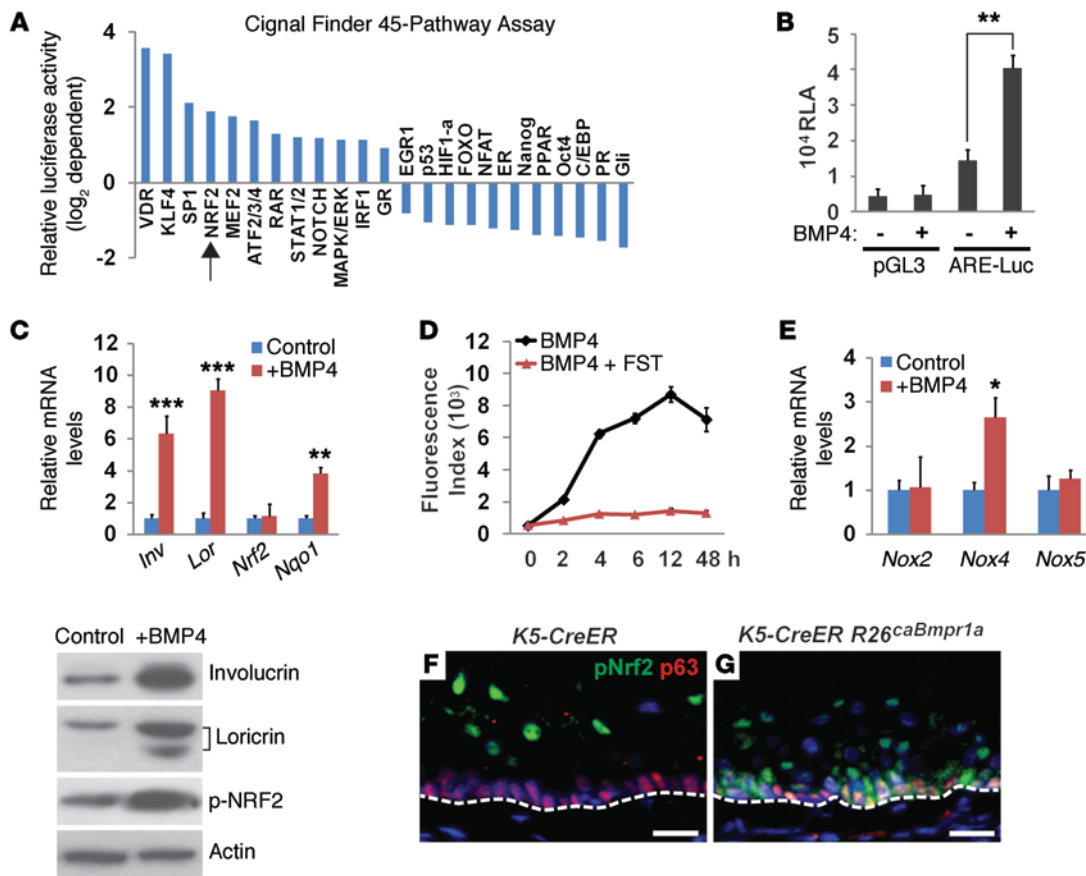 A
Cignal Finder 45-Pathway Assay
Relative luciferase activity
(log2 dependent)
4
2
0
-2
VDR
KLF4
SP1
NRF2
MEF2
ATF2/3/4
RAR
STAT1/2
NOTCH
MAPK/ERK
IRF1
GR
EGR1
p53
HIF1-a
FOXO
NFAT
ER
Nanog
PPAR
Oct4
C/EBP
PR
Gli
B
**
10⁴ RLA
5
4
3
2
1
0
BMP4: - + - +
pGL3 ARE-Luc
C
Relative mRNA
levels
12
10
8
6
4
2
0
Control
+BMP4
***
***
**
Inv Lor Nrf2 Nqo1
D
Fluorescence
Index (10³)
12
10
8
6
4
2
0
BMP4
BMP4 + FST
0 2 4 6 12 48 h
E
Relative mRNA
levels
4
3
2
1
0
Control
+BMP4
*
Nox2 Nox4 Nox5
Control +BMP4
Involucrin
Loricrin
p-NRF2
Actin
K5-CreER
F
pNrf2 p63
K5-CreER R26caBmpr1a
G